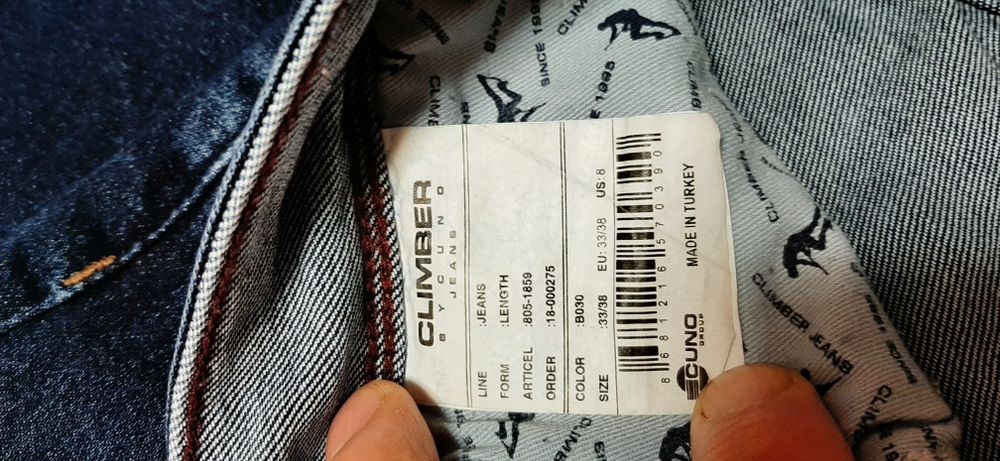 CLIMBER
BY CUNO
JEANS
LINE :JEANS
FORM :LENGTH
ARTICEL :805-1859
ORDER :18-000275
COLOR :B030
SIZE :33/38 EU: 33/38 US: 8
8 681216 570390
CUNO
GROUP
MADE IN TURKEY
SINCE 1995
CLIMBER JEANS